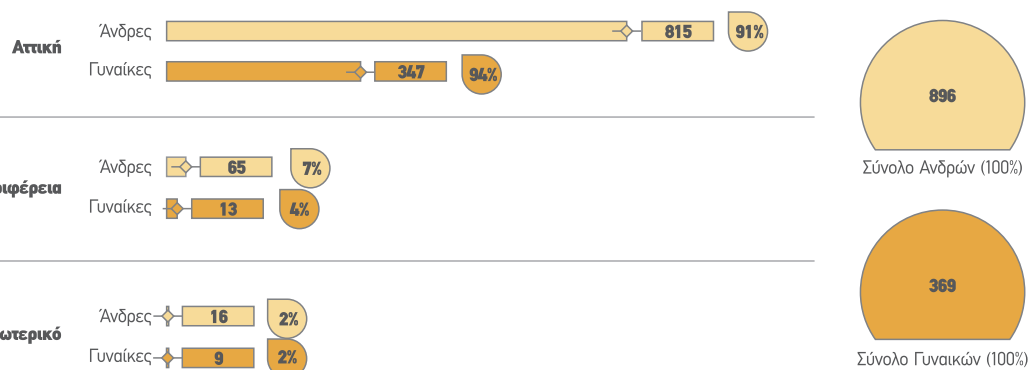 Αττική
Άνδρες 815 91%
Γυναίκες 347 94%
ριφέρεια
Άνδρες 65 7%
Γυναίκες 13 4%
ωτερικό
Άνδρες 16 2%
Γυναίκες 9 2%
896
Σύνολο Ανδρών (100%)
369
Σύνολο Γυναικών (100%)